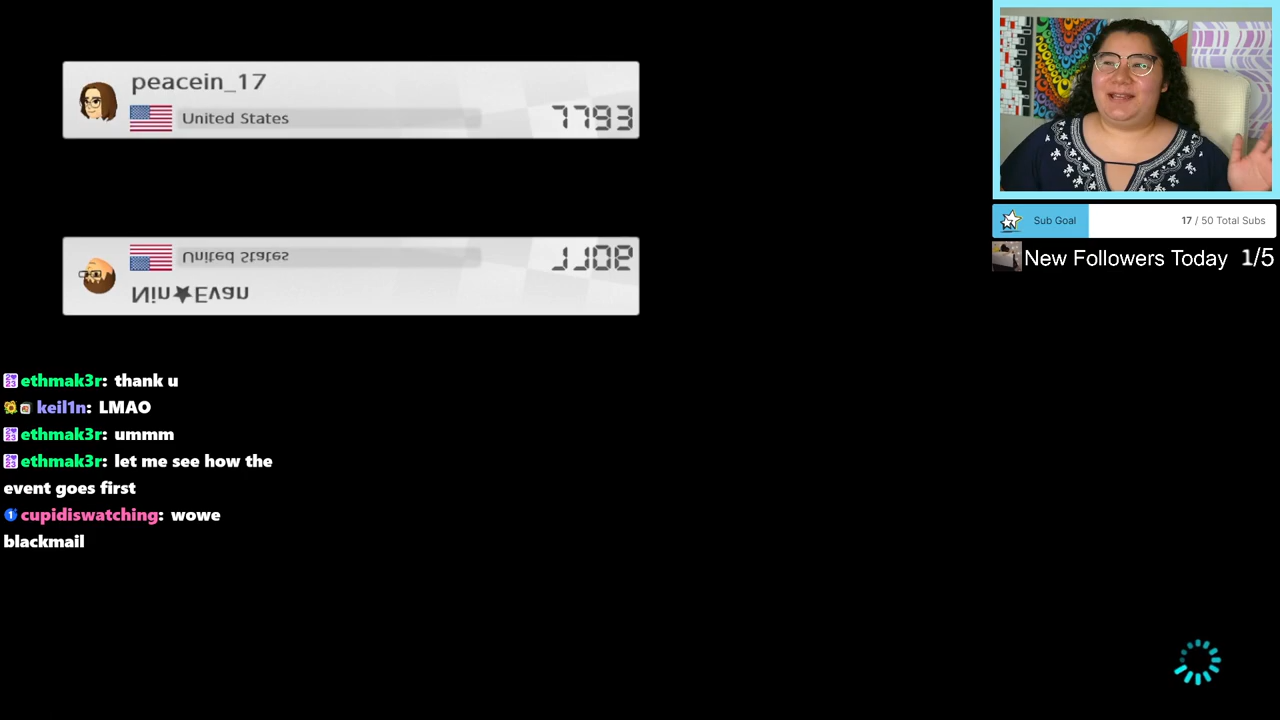 peacein_17
United States
7793
United States
Nin★Evan
Sub Goal
17 / 50 Total Subs
New Followers Today 1/5
ethmak3r: thank u
keil1n: LMAO
ethmak3r: ummm
ethmak3r: let me see how the
event goes first
cupidiswatching: wowe
blackmail